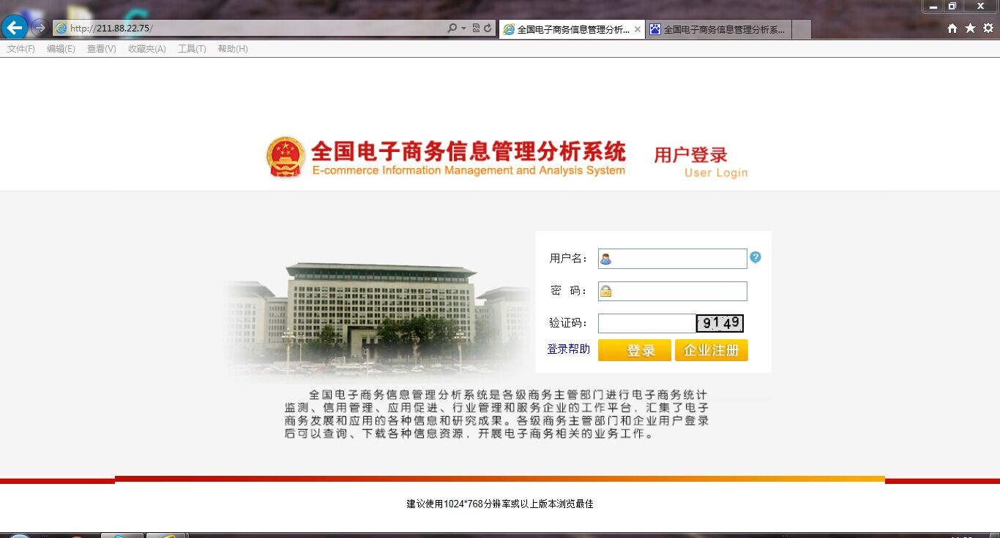 http://211.88.22.75/
全国电子商务信息管理分析...
全国电子商务信息管理分析系...
文件(F) 编辑(E) 查看(V) 收藏夹(A) 工具(T) 帮助(H)
全国电子商务信息管理分析系统
E-commerce Information Management and Analysis System
用户登录
User Login
用户名：
密 码：
验证码：
9149
登录帮助
登录
企业注册
全国电子商务信息管理分析系统是各级商务主管部门进行电子商务统计
监测、信用管理、应用促进、行业管理和服务企业的工作平台，汇集了电子
商务发展和应用的各种信息和研究成果。各级商务主管部门和企业用户登录
后可以查询、下载各种信息资源，开展电子商务相关的业务工作。
建议使用1024*768分辨率或以上版本浏览最佳